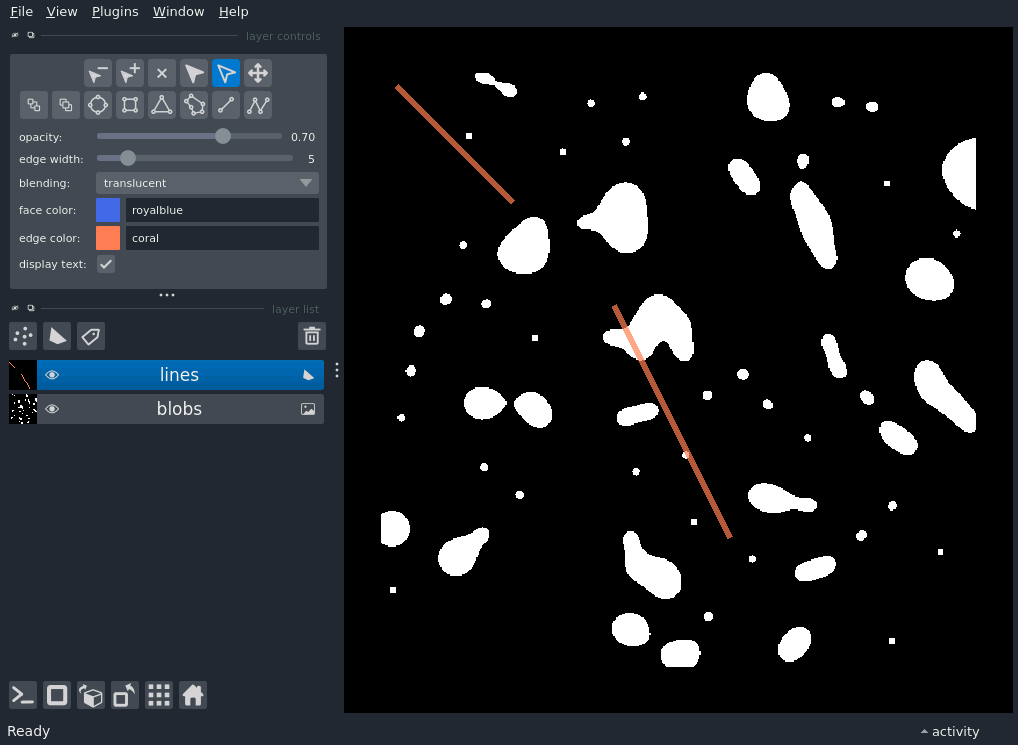 File View Plugins Window Help
layer controls
opacity: 0.70
edge width: 5
blending: translucent
face color: royalblue
edge color: coral
display text:
layer list
lines
blobs
Ready
activity